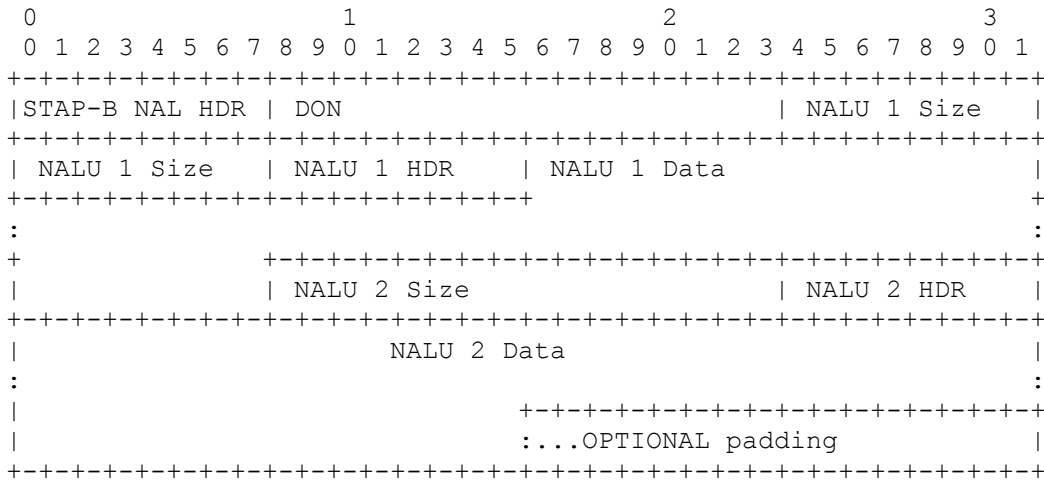 0                   1                   2                   3
 0 1 2 3 4 5 6 7 8 9 0 1 2 3 4 5 6 7 8 9 0 1 2 3 4 5 6 7 8 9 0 1
+-+-+-+-+-+-+-+-+-+-+-+-+-+-+-+-+-+-+-+-+-+-+-+-+-+-+-+-+-+-+-+-+
|STAP-B NAL HDR | DON                           | NALU 1 Size   |
+-+-+-+-+-+-+-+-+-+-+-+-+-+-+-+-+-+-+-+-+-+-+-+-+-+-+-+-+-+-+-+-+
| NALU 1 Size   | NALU 1 HDR    | NALU 1 Data                   |
+-+-+-+-+-+-+-+-+-+-+-+-+-+-+-+-+                               +
:                                                               :
+               +-+-+-+-+-+-+-+-+-+-+-+-+-+-+-+-+-+-+-+-+-+-+-+-+
|               | NALU 2 Size                   | NALU 2 HDR    |
+-+-+-+-+-+-+-+-+-+-+-+-+-+-+-+-+-+-+-+-+-+-+-+-+-+-+-+-+-+-+-+-+
|                       NALU 2 Data                             |
:                                                               :
|                               +-+-+-+-+-+-+-+-+-+-+-+-+-+-+-+-+
|                               :...OPTIONAL padding            |
+-+-+-+-+-+-+-+-+-+-+-+-+-+-+-+-+-+-+-+-+-+-+-+-+-+-+-+-+-+-+-+-+